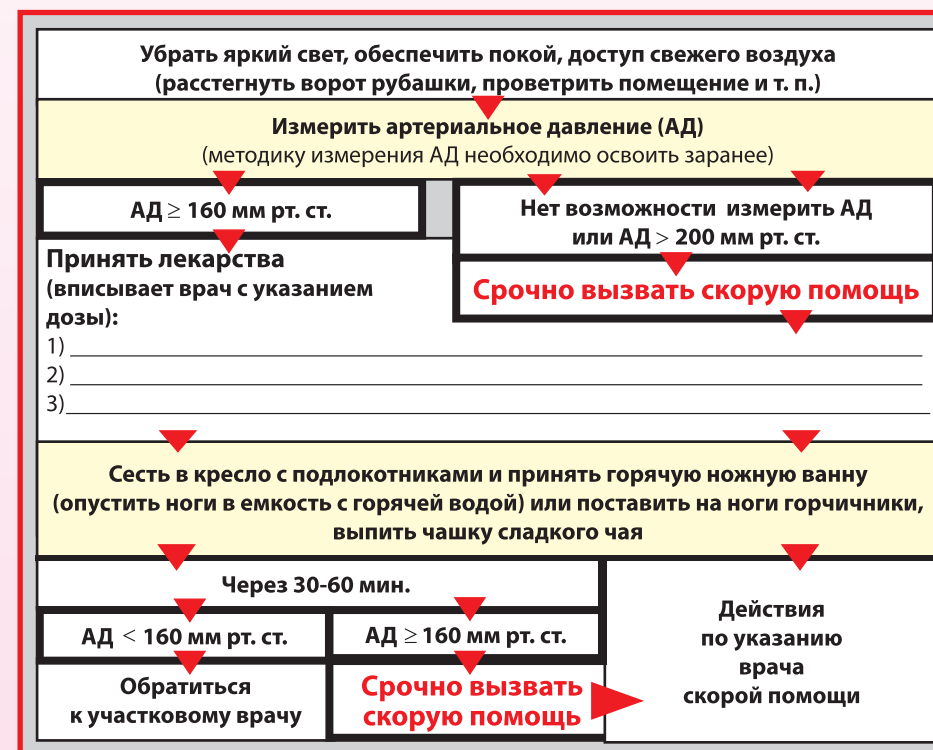 Убрать яркий свет, обеспечить покой, доступ свежего воздуха
(расстегнуть ворот рубашки, проветрить помещение и т. п.)
Измерить артериальное давление (АД)
(методику измерения АД необходимо освоить заранее)
АД ≥ 160 мм рт. ст.
Нет возможности измерить АД
или АД > 200 мм рт. ст.
Срочно вызвать скорую помощь
Принять лекарства
(вписывает врач с указанием
дозы):
1)
2)
3)
Сесть в кресло с подлокотниками и принять горячую ножную ванну
(опустить ноги в емкость с горячей водой) или поставить на ноги горчичники,
выпить чашку сладкого чая
Через 30-60 мин.
АД < 160 мм рт. ст.
АД ≥ 160 мм рт. ст.
Обратиться
к участковому врачу
Срочно вызвать
скорую помощь
Действия
по указанию
врача
скорой помощи